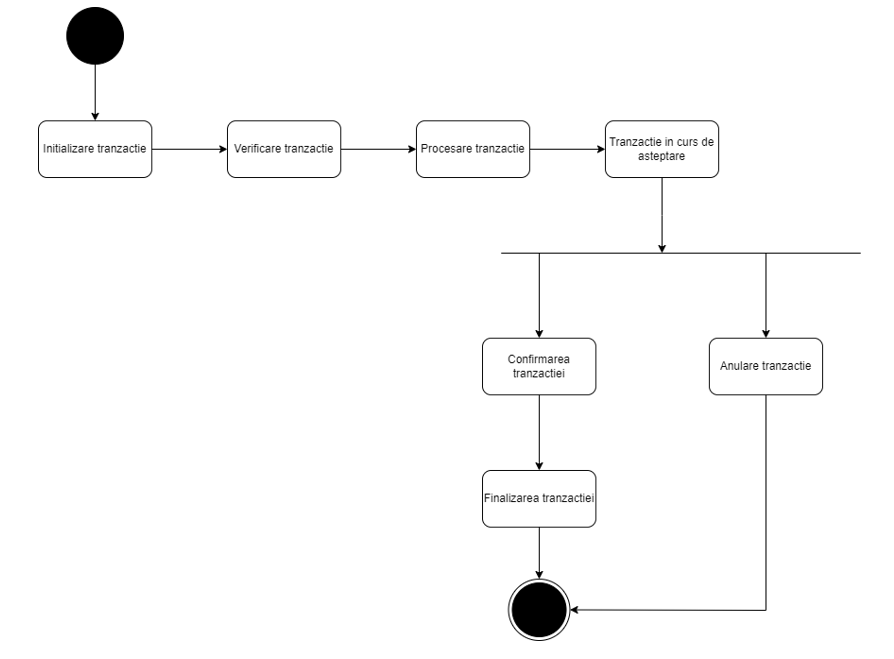 Initializare tranzactie
Verificare tranzactie
Procesare tranzactie
Tranzactie in curs de
asteptare
Confirmarea
tranzactiei
Anulare tranzactie
Finalizarea tranzactiei